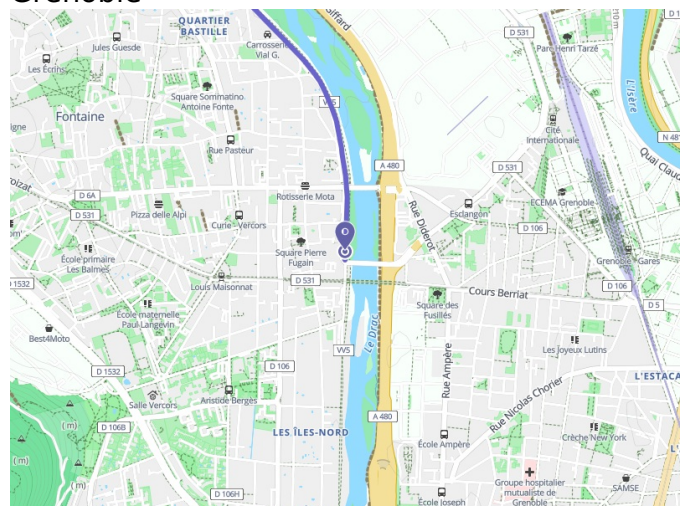 Grenoble
QUARTIER
BASTILLE
Carrosserie
Vial G.
Jules Guesde
Les Écrins
Square Sommatino
Antoine Fonte
VV5
Fontaine
Rue Pasteur
D 531
Parc Henri Tarzé
L'Isère
Cité
Internationale
Quai Claude
A 480
D 531
D 6A
Rotisserie Mota
Rue Diderot
Esclangon
ECEMA Grenoble
D 531
Pizza delle Alpi
Curie - Vercors
D 106
École primaire
Les Balmes
Square Pierre
Fugain
Grenoble - Gares
D 1532
Louis Maisonnat
D 531
Cours Berriat
D 106
D 5
École maternelle
Paul Langevin
Square des
Fusillés
Best4Moto
Le Drac
VV5
Les Joyeux Lutins
D 1532
D 106
Rue Ampère
L'ESTACA
Salle Vercors
Aristide Bergès
Rue Nicolas Chorier
( m )
D 106B
LES ÎLES-NORD
A 480
École Ampère
Crèche New York
( m )
( m )
D 106H
Groupe hospitalier
mutualiste de
Grenoble
SAMSE
École Joseph